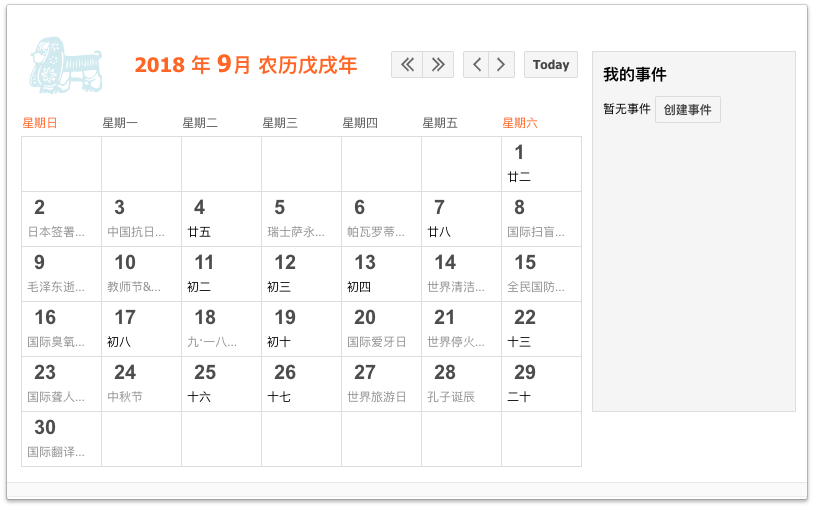 2018 年 9月 农历戊戌年
Today
我的事件
暂无事件 创建事件
星期日 星期一 星期二 星期三 星期四 星期五 星期六
1
廿二
2 3 4 5 6 7 8
日本签署... 中国抗日... 廿五 瑞士萨永... 帕瓦罗蒂... 廿八 国际扫盲...
9 10 11 12 13 14 15
毛泽东逝... 教师节&... 初二 初三 初四 世界清洁... 全民国防...
16 17 18 19 20 21 22
国际臭氧... 初八 九·一八... 初十 国际爱牙日 世界停火... 十三
23 24 25 26 27 28 29
国际聋人... 中秋节 十六 十七 世界旅游日 孔子诞辰 二十
30
国际翻译...